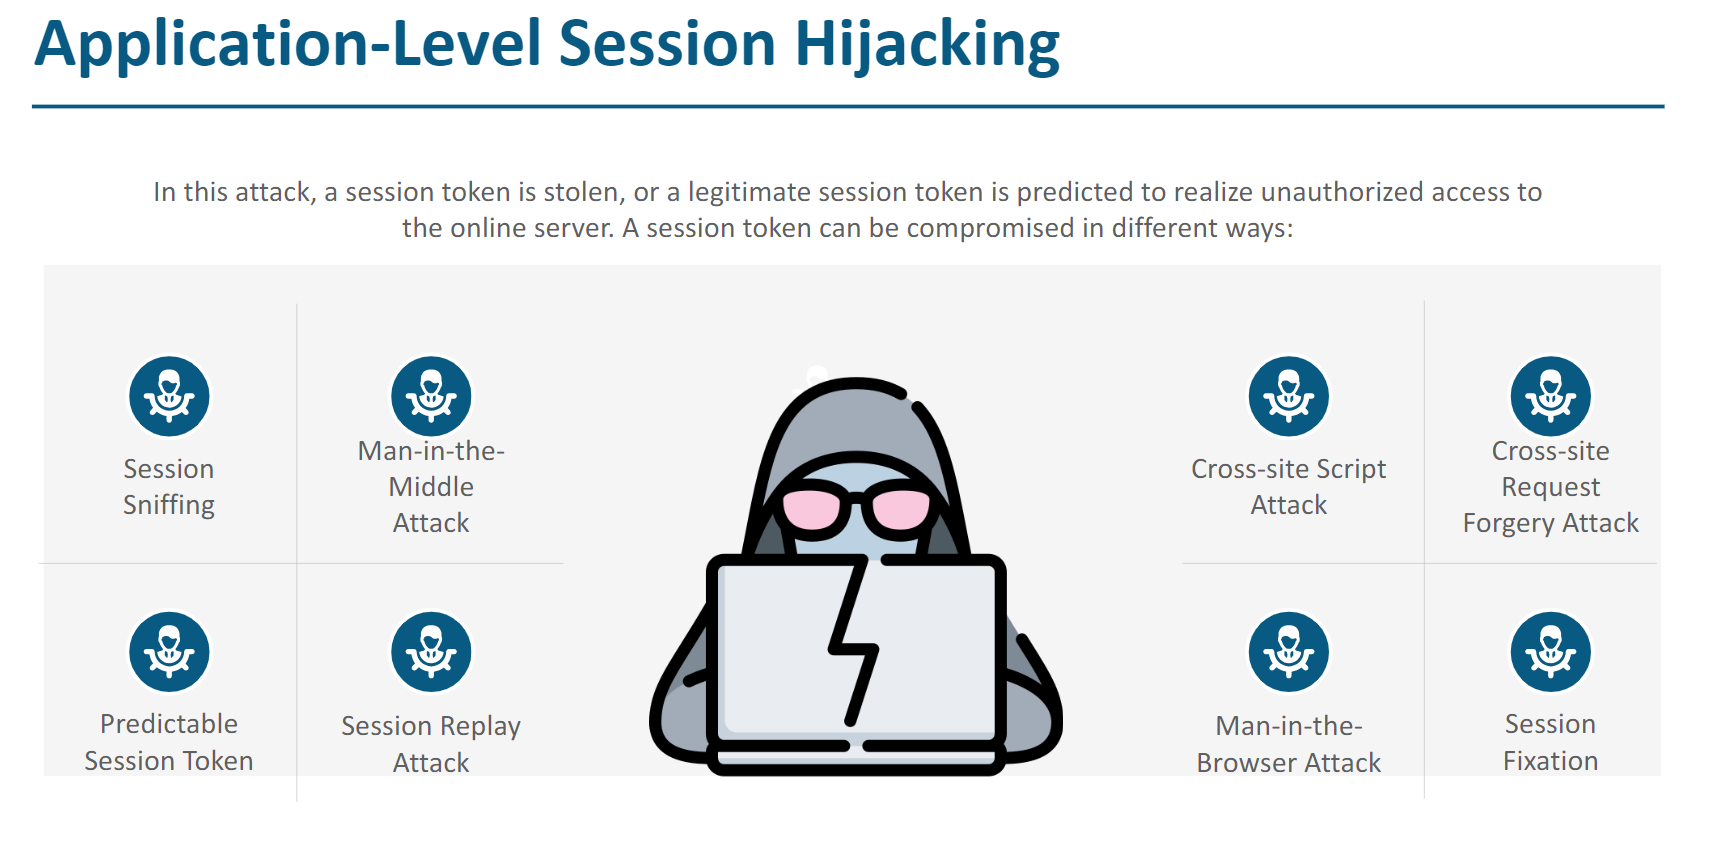 Application-Level Session Hijacking
In this attack, a session token is stolen, or a legitimate session token is predicted to realize unauthorized access to
the online server. A session token can be compromised in different ways:
Session
Sniffing
Man-in-the-
Middle
Attack
Cross-site Script
Attack
Cross-site
Request
Forgery Attack
Predictable
Session Token
Session Replay
Attack
Man-in-the-
Browser Attack
Session
Fixation